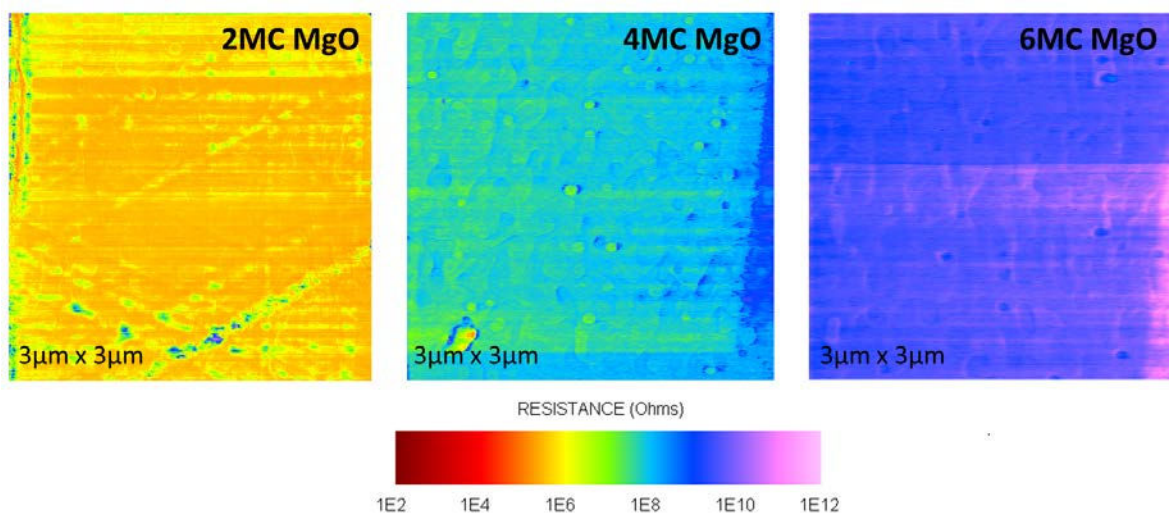 2MC MgO
4MC MgO
6MC MgO
3µm x 3µm
3µm x 3µm
3µm x 3µm
RESISTANCE (Ohms)
1E2 1E4 1E6 1E8 1E10 1E12